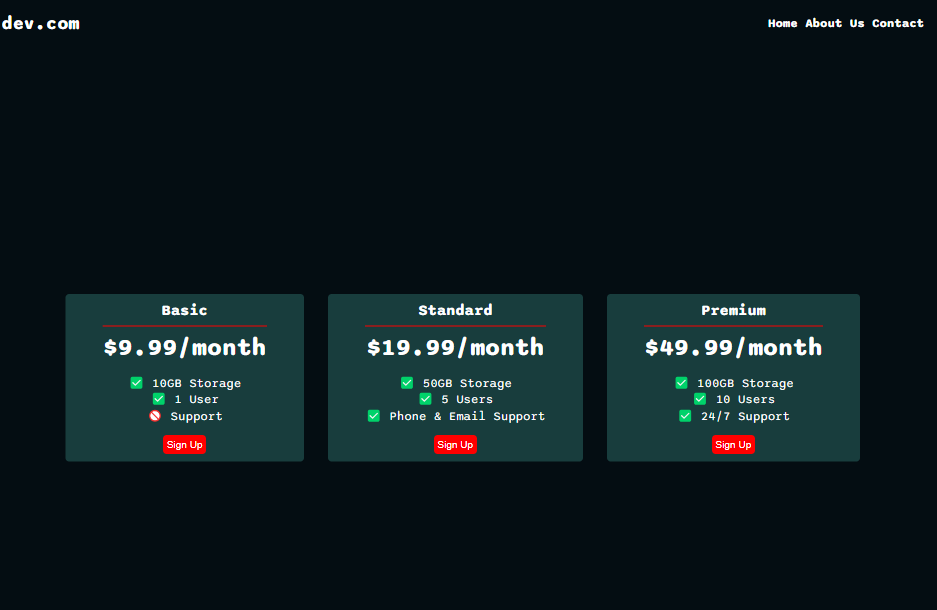 dev.com
Home About Us Contact
Basic
$9.99/month
✅ 10GB Storage
✅ 1 User
🚫 Support
Sign Up
Standard
$19.99/month
✅ 50GB Storage
✅ 5 Users
✅ Phone & Email Support
Sign Up
Premium
$49.99/month
✅ 100GB Storage
✅ 10 Users
✅ 24/7 Support
Sign Up